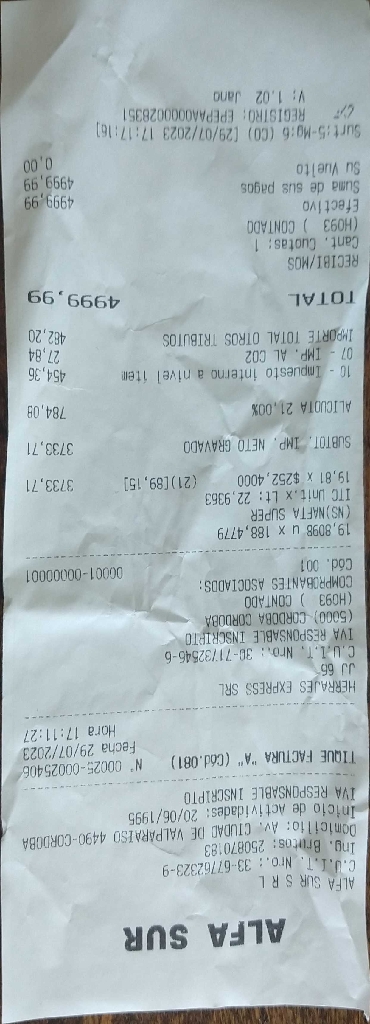 ALFA SUR
ALFA SUR S R L
C.U.I.T. Nro.: 33-67762323-9
Ing. Brutos: 250870183
Domicilio: AV. CIUDAD DE VALPARAISO 4490-CORDOBA
Inicio de Actividades: 20/06/1995
IVA RESPONSABLE INSCRIPTO
TIQUE FACTURA "A" (Cód.081) N° 00025-00025406
Fecha 29/07/2023
Hora 17:11:27
HERRAJES EXPRESS SRL
JJ 65
C.U.I.T. Nro.: 30-71732545-6
IVA RESPONSABLE INSCRIPTO
(5000) CORDOBA CORDOBA
(H093 ) CONTADO
COMPROBANTES ASOCIADOS:
Cód. 001 00001-00000001
19,8098 u x 188,4779
(NS)NAFTA SUPER
ITC Unit.x Lt: 22,9363
19,81 x $252,4000 (21)[89,15] 3733,71
SUBTOT. IMP. NETO GRAVADO 3733,71
ALICUOTA 21,00% 784,08
10 - Impuesto interno a nivel item 454,36
07 - IMP. AL CO2 27,84
IMPORTE TOTAL OTROS TRIBUTOS 482,20
TOTAL 4999,99
RECIBI/MOS
Cant. Cuotas: 1
(H093 ) CONTADO
Efectivo 4999,99
Suma de sus pagos 4999,99
Su Vuelto 0,00
Surt:5-Mg:6 (CO) [29/07/2023 17:17:16]
REGISTRO: EPEPAA0000028351
V: 1.02 Jano